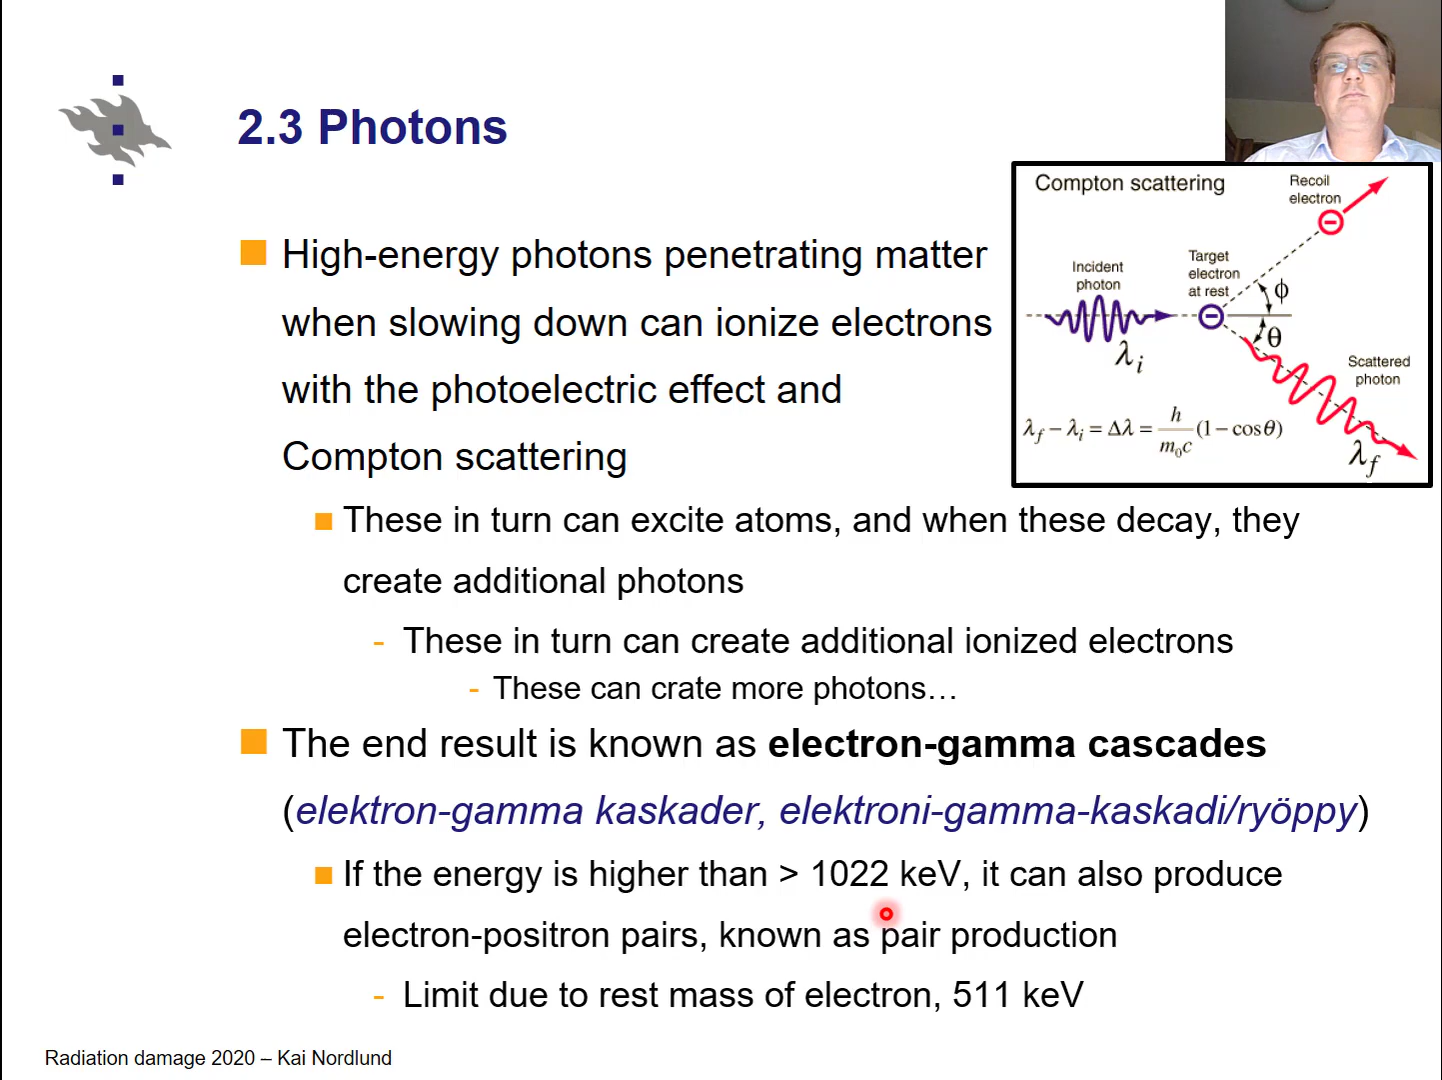 2.3 Photons
High-energy photons penetrating matter
when slowing down can ionize electrons
with the photoelectric effect and
Compton scattering
Compton scattering
Recoil
electron
Target
electron
at rest
Incident
photon
ϕ
θ
λi
Scattered
photon
λf − λi = Δλ = h/m₀c (1 − cosθ)
λf
These in turn can excite atoms, and when these decay, they
create additional photons
- These in turn can create additional ionized electrons
- These can crate more photons…
The end result is known as electron-gamma cascades
(elektron-gamma kaskader, elektroni-gamma-kaskadi/ryöppy)
If the energy is higher than > 1022 keV, it can also produce
electron-positron pairs, known as pair production
- Limit due to rest mass of electron, 511 keV
Radiation damage 2020 – Kai Nordlund